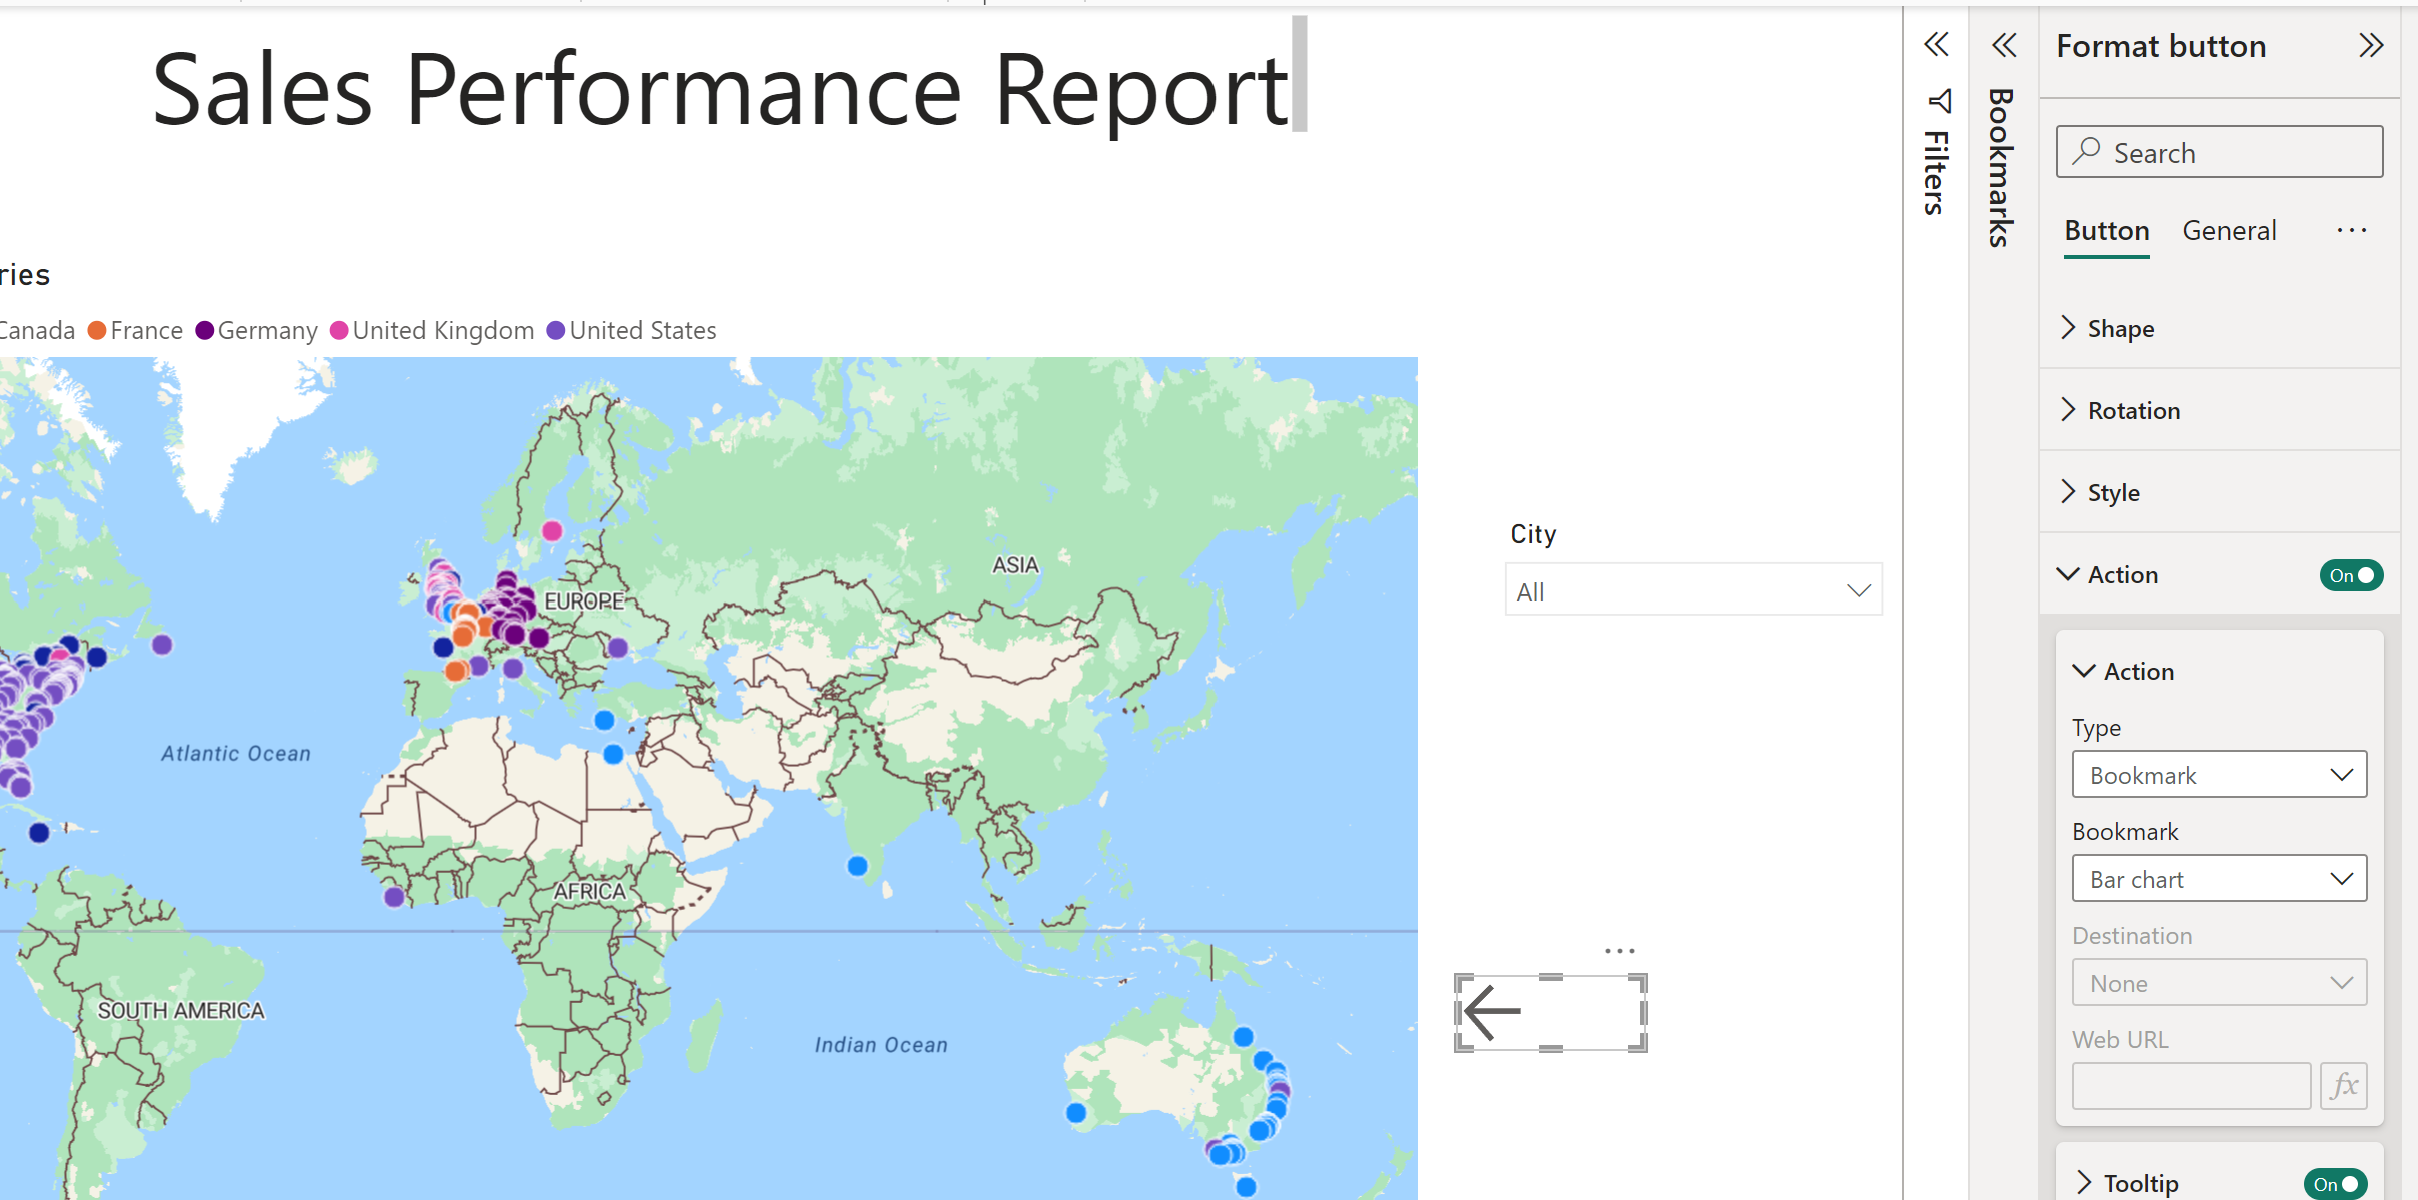 Sales Performance Report
ries
Canada France Germany United Kingdom United States
ASIA
EUROPE
Atlantic Ocean
AFRICA
SOUTH AMERICA
Indian Ocean
City
All
...
Filters
Bookmarks
Format button
Search
Button General ...
Shape
Rotation
Style
Action On
Action
Type
Bookmark
Bookmark
Bar chart
Destination
None
Web URL
fx
Tooltip On